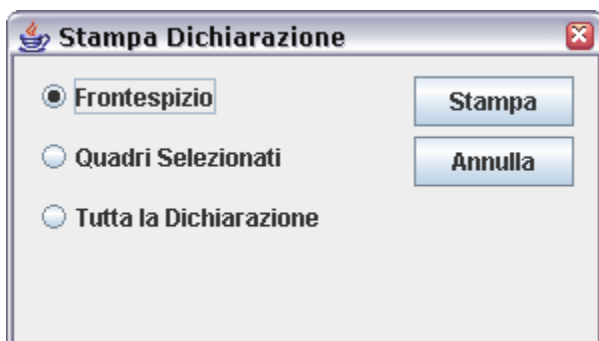 Stampa Dichiarazione
Frontespizio
Stampa
Quadri Selezionati
Annulla
Tutta la Dichiarazione